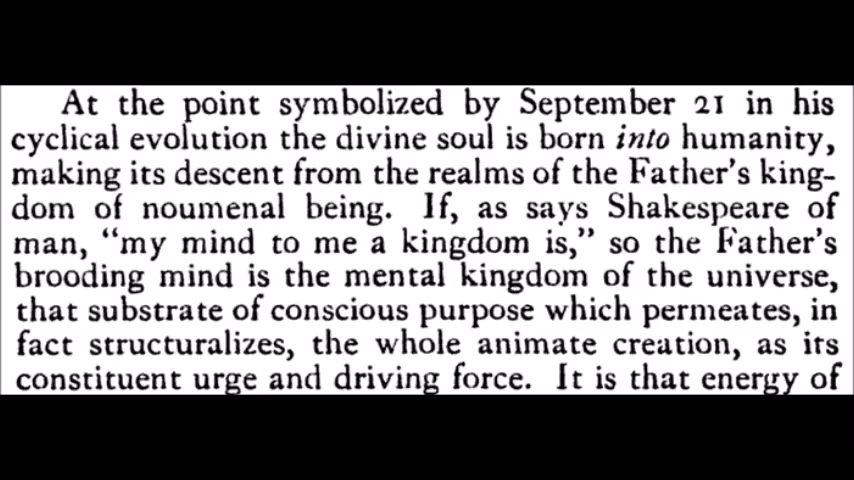 At the point symbolized by September 21 in his
cyclical evolution the divine soul is born into humanity,
making its descent from the realms of the Father’s king-
dom of noumenal being. If, as says Shakespeare of
man, “my mind to me a kingdom is,” so the Father’s
brooding mind is the mental kingdom of the universe,
that substrate of conscious purpose which permeates, in
fact structuralizes, the whole animate creation, as its
constituent urge and driving force. It is that energy of